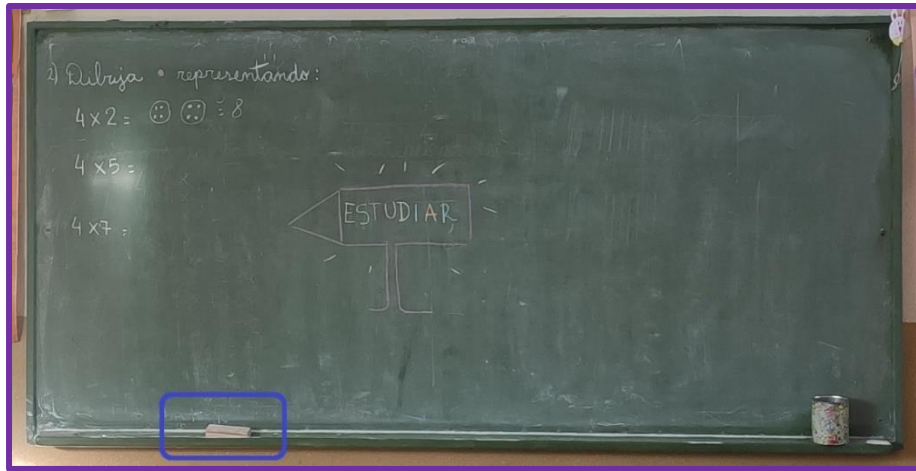 2) Dibuja • representando:
4x2= ⚃ ⚃ = 8
4x5=
4x7=
ESTUDIAR